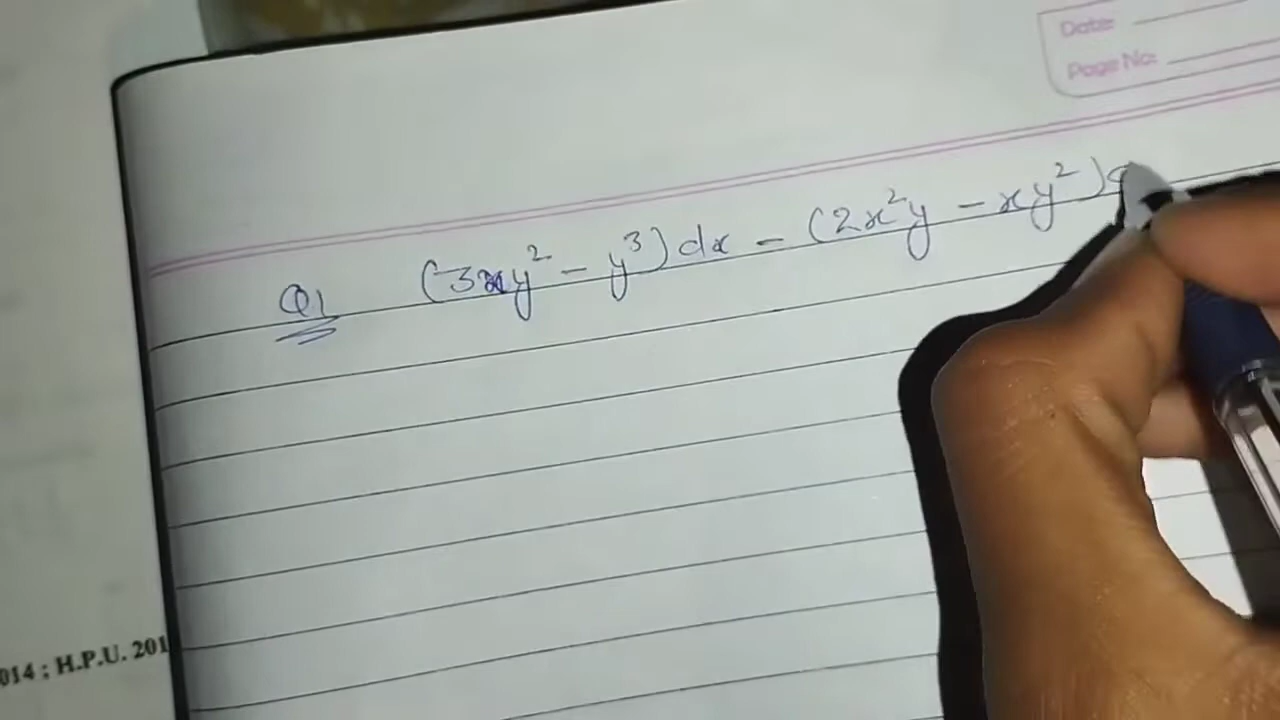 Date:
Page No:
Q1 (3xy² - y³) dx - (2x²y - xy²)
014 ; H.P.U. 201